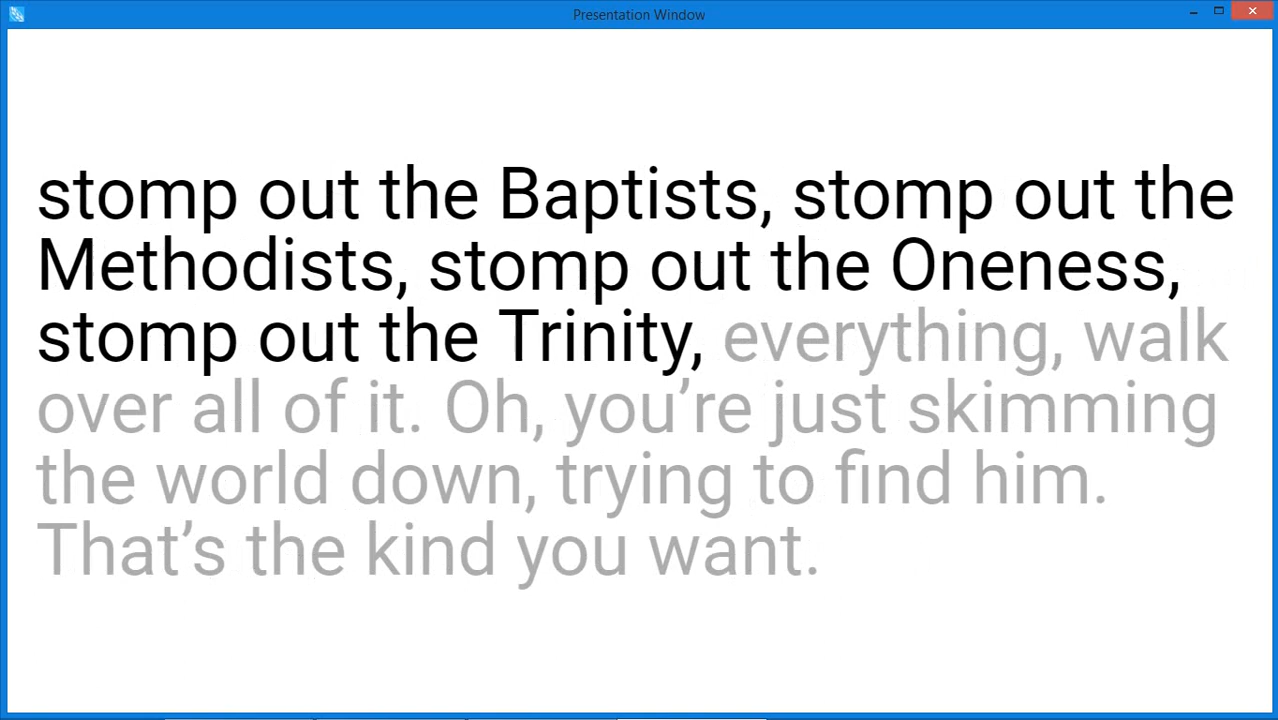 Presentation Window
stomp out the Baptists, stomp out the
Methodists, stomp out the Oneness,
stomp out the Trinity, everything, walk
over all of it. Oh, you’re just skimming
the world down, trying to find him.
That’s the kind you want.